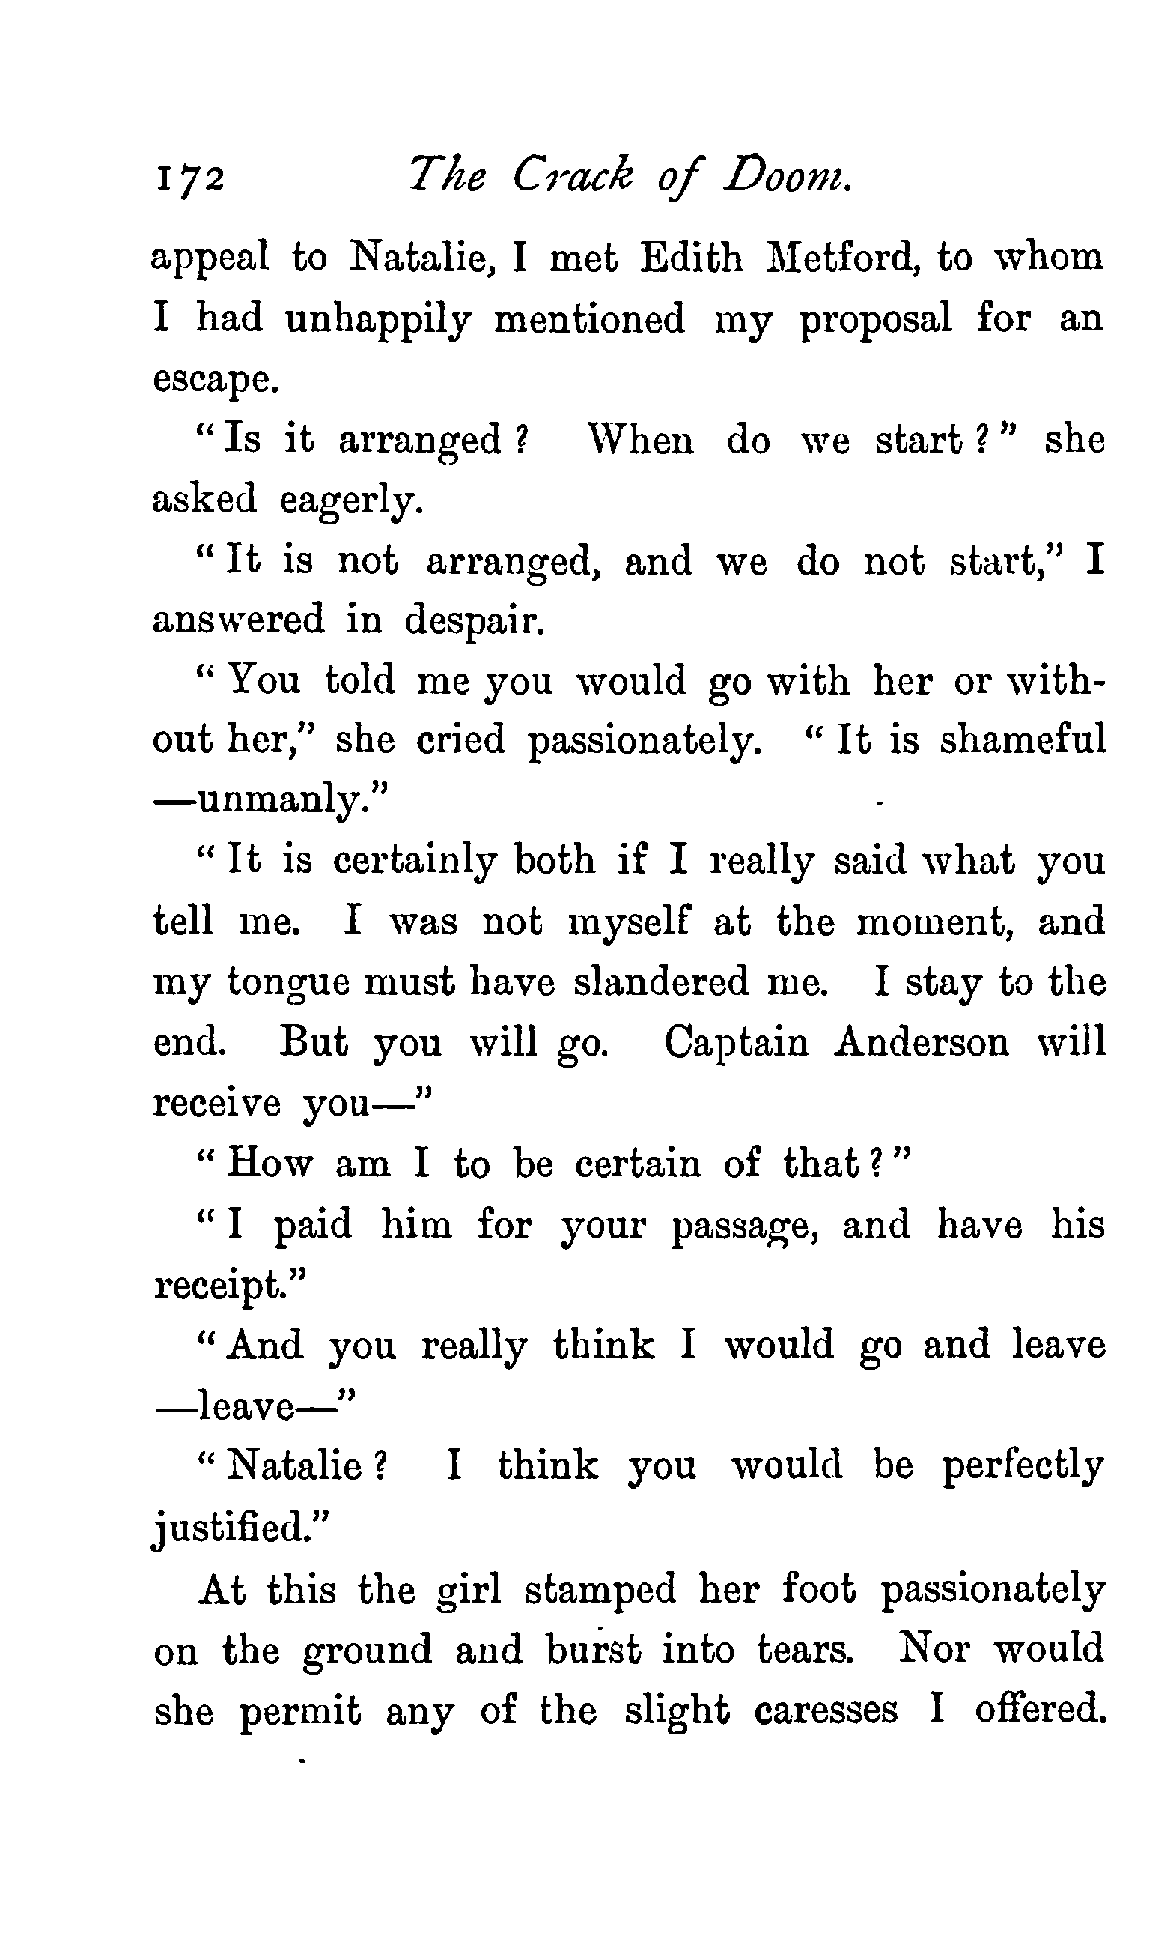 172 The Crack of Doom.
appeal to Natalie, I met Edith Metford, to whom
I had unhappily mentioned my proposal for an
escape.
“Is it arranged? When do we start?” she
asked eagerly.
“It is not arranged, and we do not start,” I
answered in despair.
“You told me you would go with her or with-
out her,” she cried passionately. “It is shameful
—unmanly.”
“It is certainly both if I really said what you
tell me. I was not myself at the moment, and
my tongue must have slandered me. I stay to the
end. But you will go. Captain Anderson will
receive you—”
“How am I to be certain of that?”
“I paid him for your passage, and have his
receipt.”
“And you really think I would go and leave
—leave—”
“Natalie? I think you would be perfectly
justified.”
At this the girl stamped her foot passionately
on the ground and burst into tears. Nor would
she permit any of the slight caresses I offered.